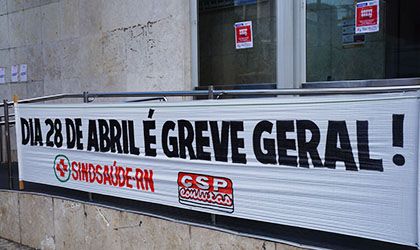 DIA 28 DE ABRIL É GREVE GERAL!
SINDSAÚDE-RN
CSP
conlutas